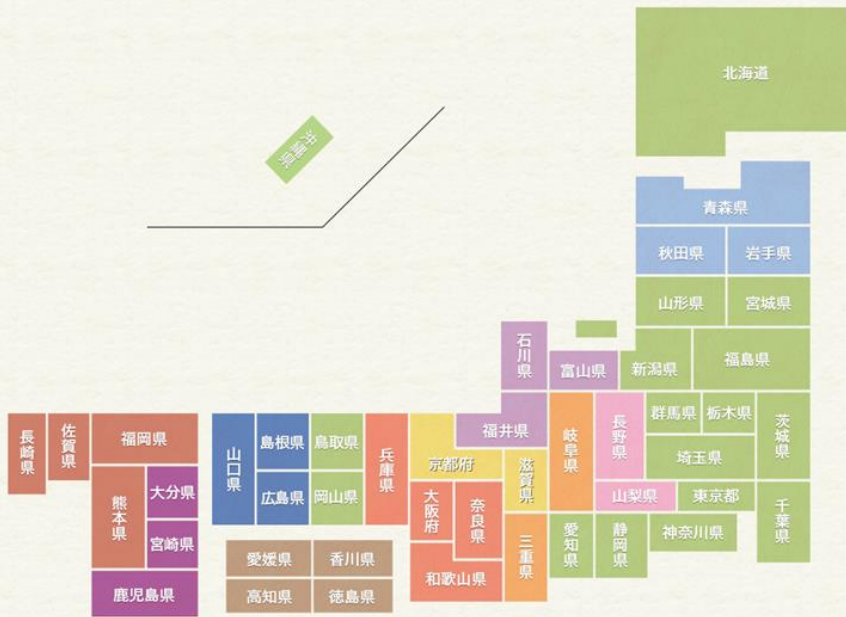 北海道
沖縄県
青森県
秋田県
岩手県
山形県
宮城県
石川県
富山県
新潟県
福島県
福井県
岐阜県
長野県
群馬県
栃木県
茨城県
埼玉県
山梨県
東京都
千葉県
神奈川県
静岡県
愛知県
京都府
滋賀県
三重県
大阪府
奈良県
和歌山県
兵庫県
鳥取県
岡山県
島根県
広島県
山口県
愛媛県
香川県
高知県
徳島県
福岡県
佐賀県
長崎県
熊本県
大分県
宮崎県
鹿児島県